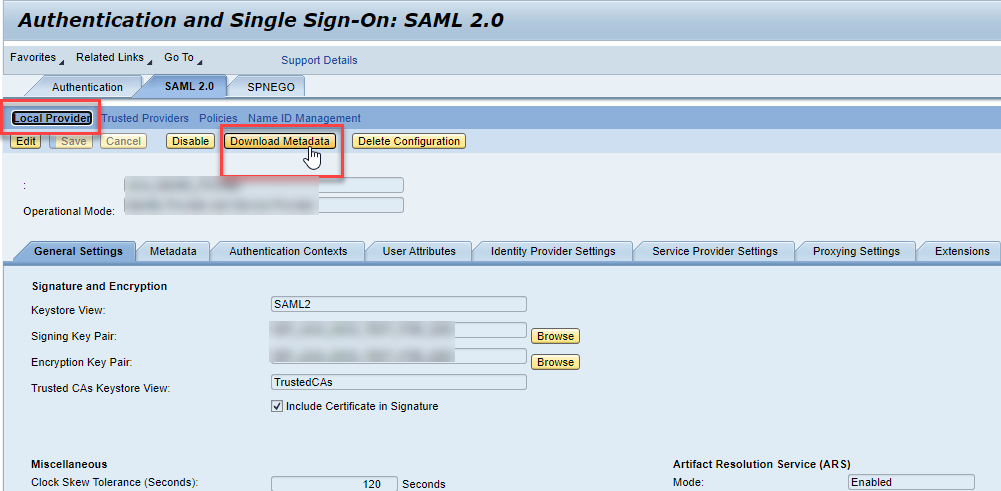 Authentication and Single Sign-On: SAML 2.0
Favorites Related Links Go To Support Details
Authentication SAML 2.0 SPNEGO
Local Provider Trusted Providers Policies Name ID Management
Edit Save Cancel Disable Download Metadata Delete Configuration
:
Operational Mode:
General Settings Metadata Authentication Contexts User Attributes Identity Provider Settings Service Provider Settings Proxying Settings Extensions
Signature and Encryption
Keystore View: SAML2
Signing Key Pair: Browse
Encryption Key Pair: Browse
Trusted CAs Keystore View: TrustedCAs
Include Certificate in Signature
Miscellaneous Artifact Resolution Service (ARS)
Clock Skew Tolerance (Seconds): 120 Seconds Mode: Enabled